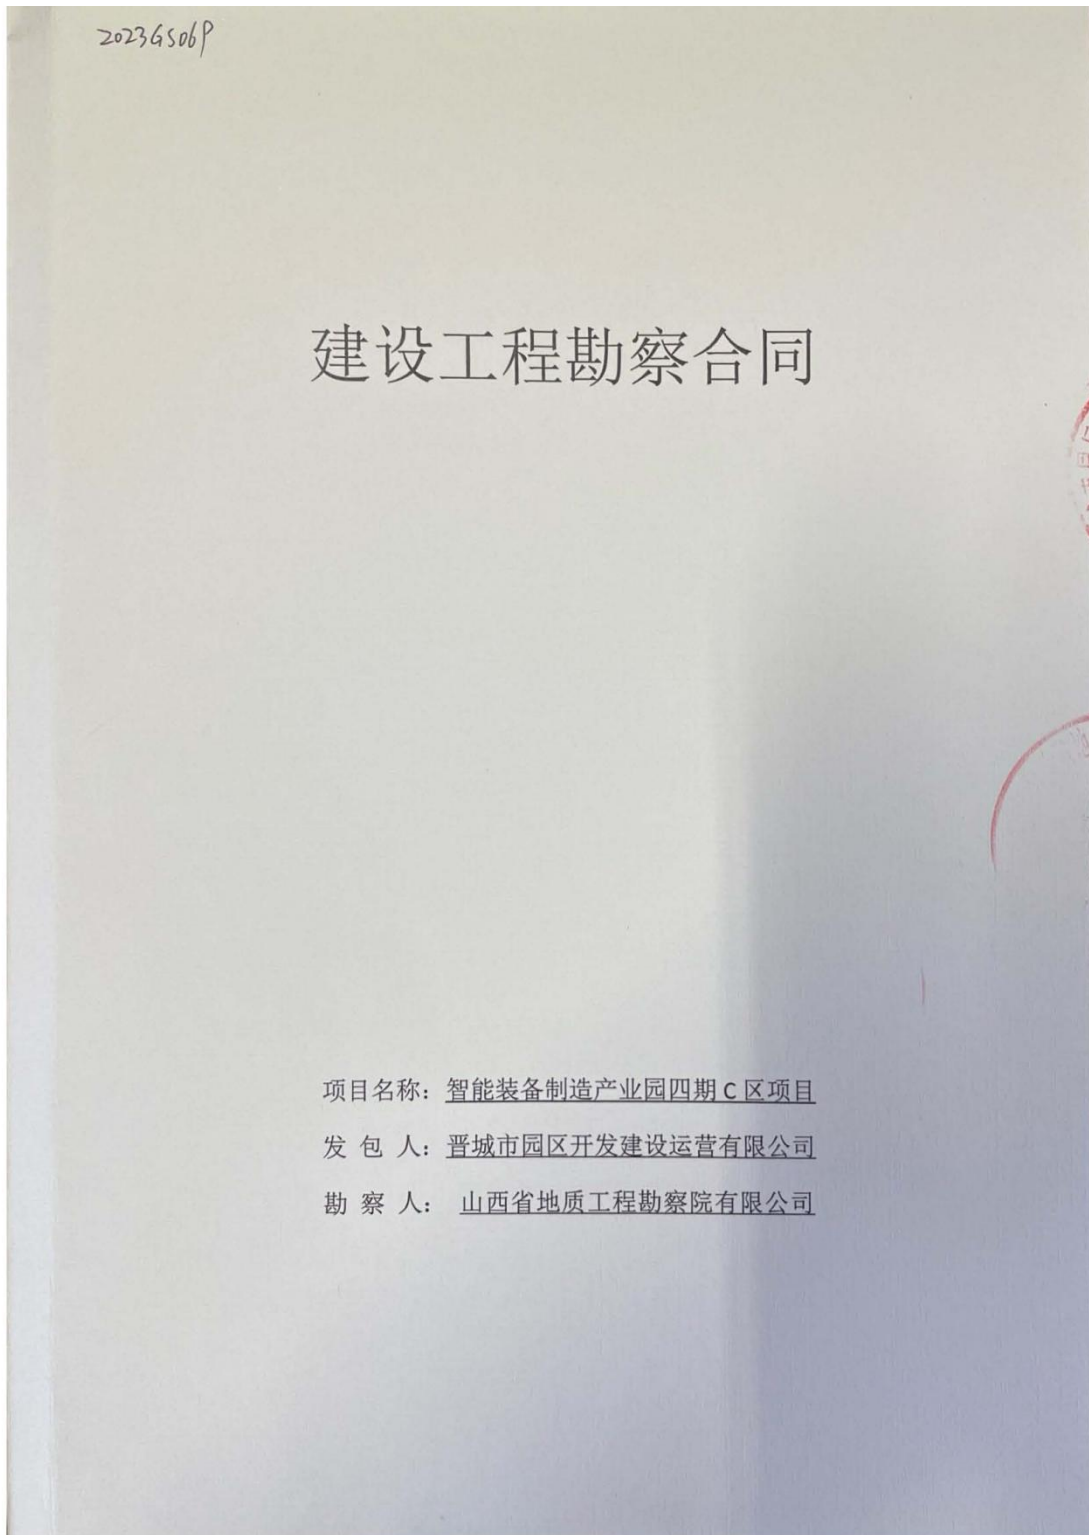 2023GS069
建设工程勘察合同
项目名称：智能装备制造产业园四期 C 区项目
发 包 人：晋城市园区开发建设运营有限公司
勘 察 人： 山西省地质工程勘察院有限公司